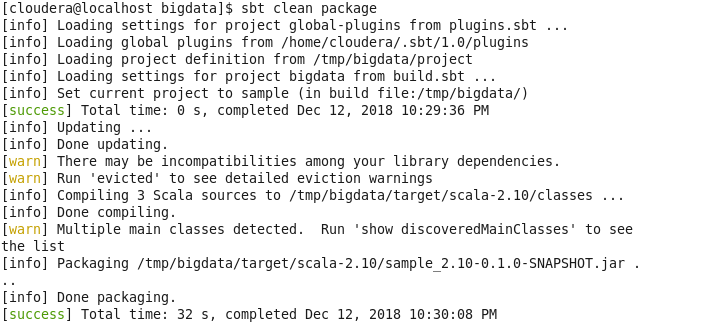 [cloudera@localhost bigdata]$ sbt clean package
[info] Loading settings for project global-plugins from plugins.sbt ...
[info] Loading global plugins from /home/cloudera/.sbt/1.0/plugins
[info] Loading project definition from /tmp/bigdata/project
[info] Loading settings for project bigdata from build.sbt ...
[info] Set current project to sample (in build file:/tmp/bigdata/)
[success] Total time: 0 s, completed Dec 12, 2018 10:29:36 PM
[info] Updating ...
[info] Done updating.
[warn] There may be incompatibilities among your library dependencies.
[warn] Run 'evicted' to see detailed eviction warnings
[info] Compiling 3 Scala sources to /tmp/bigdata/target/scala-2.10/classes ...
[info] Done compiling.
[warn] Multiple main classes detected.  Run 'show discoveredMainClasses' to see
the list
[info] Packaging /tmp/bigdata/target/scala-2.10/sample_2.10-0.1.0-SNAPSHOT.jar .
..
[info] Done packaging.
[success] Total time: 32 s, completed Dec 12, 2018 10:30:08 PM